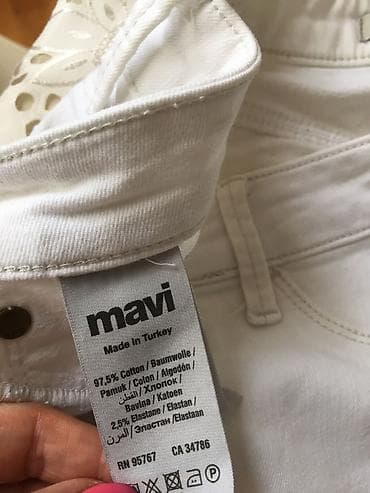 mavi
Made in Turkey
97,5% Cotton / Baumwolle /
Pamuk / Coton / Algodón /
القطن / Хлопок /
Bavlna / Katoen
2,5% Elastane / Elastan /
المرن / Эластан /Elastaan
RN 95767 CA 34786
P